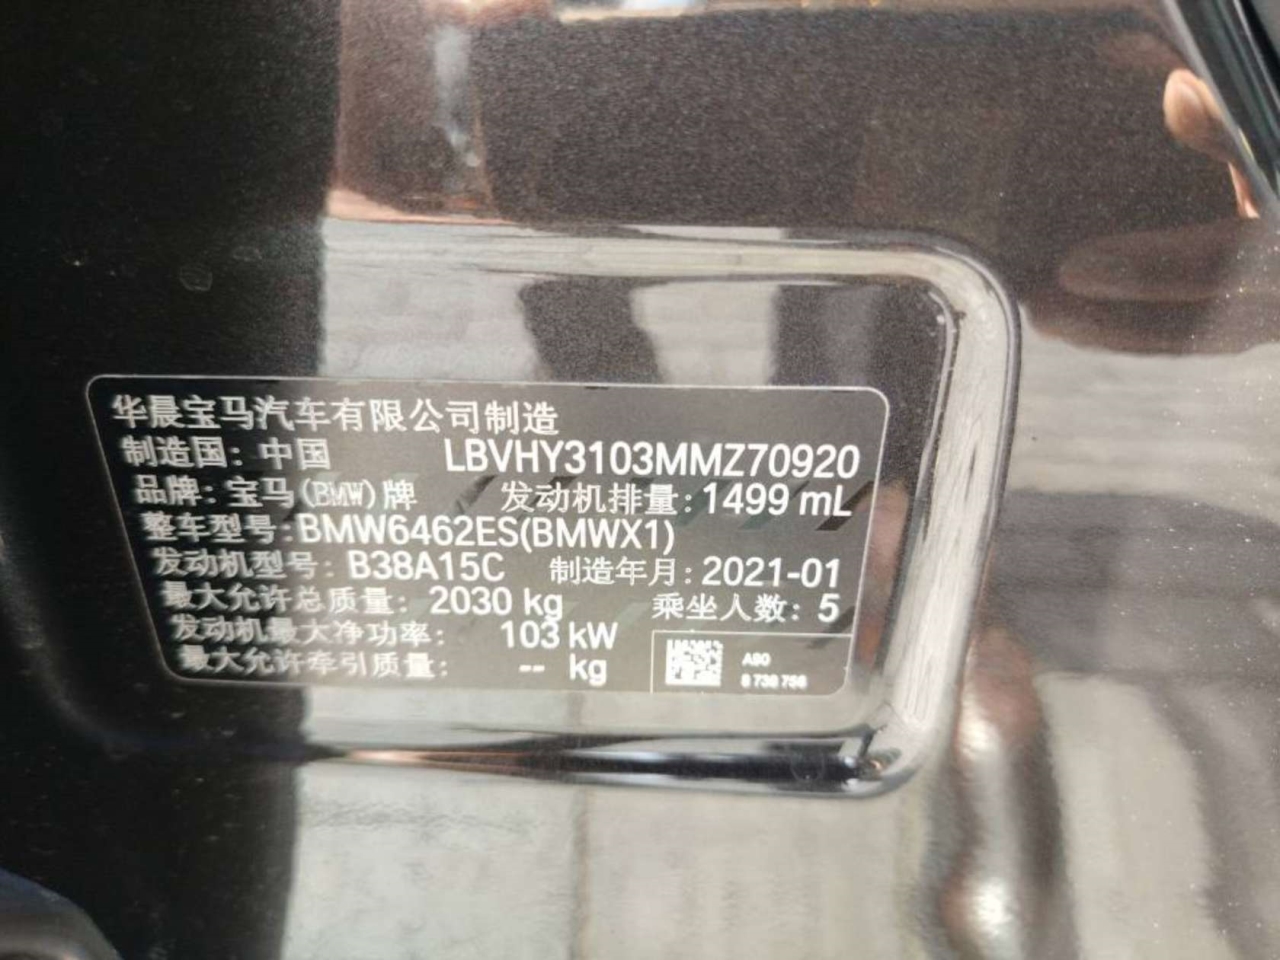 华晨宝马汽车有限公司制造
制造国: 中国 LBVHY3103MMZ70920
品牌: 宝马(BMW)牌 发动机排量: 1499 mL
整车型号: BMW6462ES(BMWX1)
发动机型号: B38A15C 制造年月: 2021-01
最大允许总质量: 2030 kg 乘坐人数: 5
发动机最大净功率: 103 kW
最大允许牵引质量: -- kg